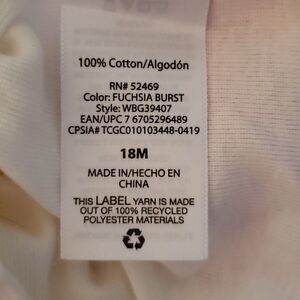 100% Cotton/Algodón
RN# 52469
Color: FUCHSIA BURST
Style: WBG39407
EAN/UPC 7 6705296489
CPSIA# TCGC010103448-0419
18M
MADE IN/HECHO EN
CHINA
THIS LABEL YARN IS MADE
OUT OF 100% RECYCLED
POLYESTER MATERIALS